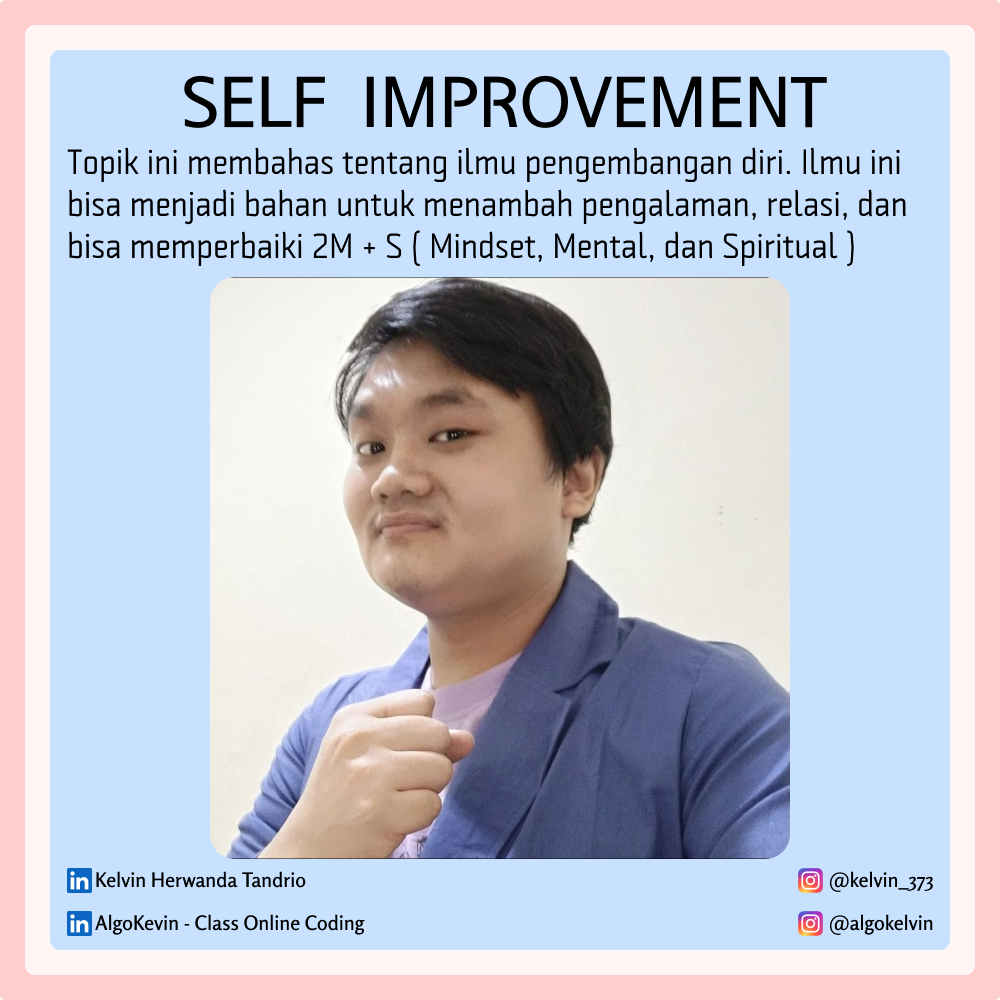 SELF IMPROVEMENT
Topik ini membahas tentang ilmu pengembangan diri. Ilmu ini
bisa menjadi bahan untuk menambah pengalaman, relasi, dan
bisa memperbaiki 2M + S ( Mindset, Mental, dan Spiritual )
Kelvin Herwanda Tandrio
@kelvin_373
AlgoKevin - Class Online Coding
@algokelvin